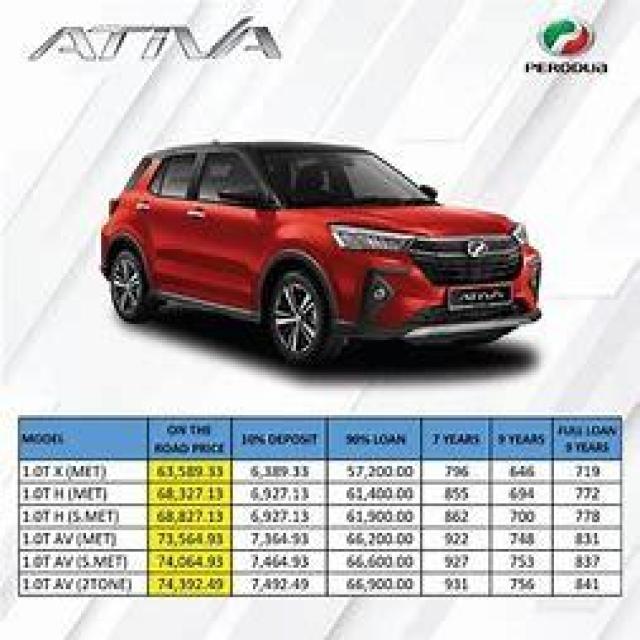 ATIVA
PERODUA
ATIVA
MODEL ON THE ROAD PRICE 10% DEPOSIT 90% LOAN 7 YEARS 9 YEARS FULL LOAN 9 YEARS
1.0T X (MET) 63,589.33 6,389.33 57,200.00 796 646 719
1.0T H (MET) 68,327.13 6,927.13 61,400.00 855 694 772
1.0T H (S.MET) 68,827.13 6,927.13 61,900.00 862 700 778
1.0T AV (MET) 73,564.93 7,364.93 66,200.00 922 748 831
1.0T AV (S.MET) 74,064.93 7,464.93 66,600.00 927 753 837
1.0T AV (2TONE) 74,392.49 7,492.49 66,900.00 931 756 841